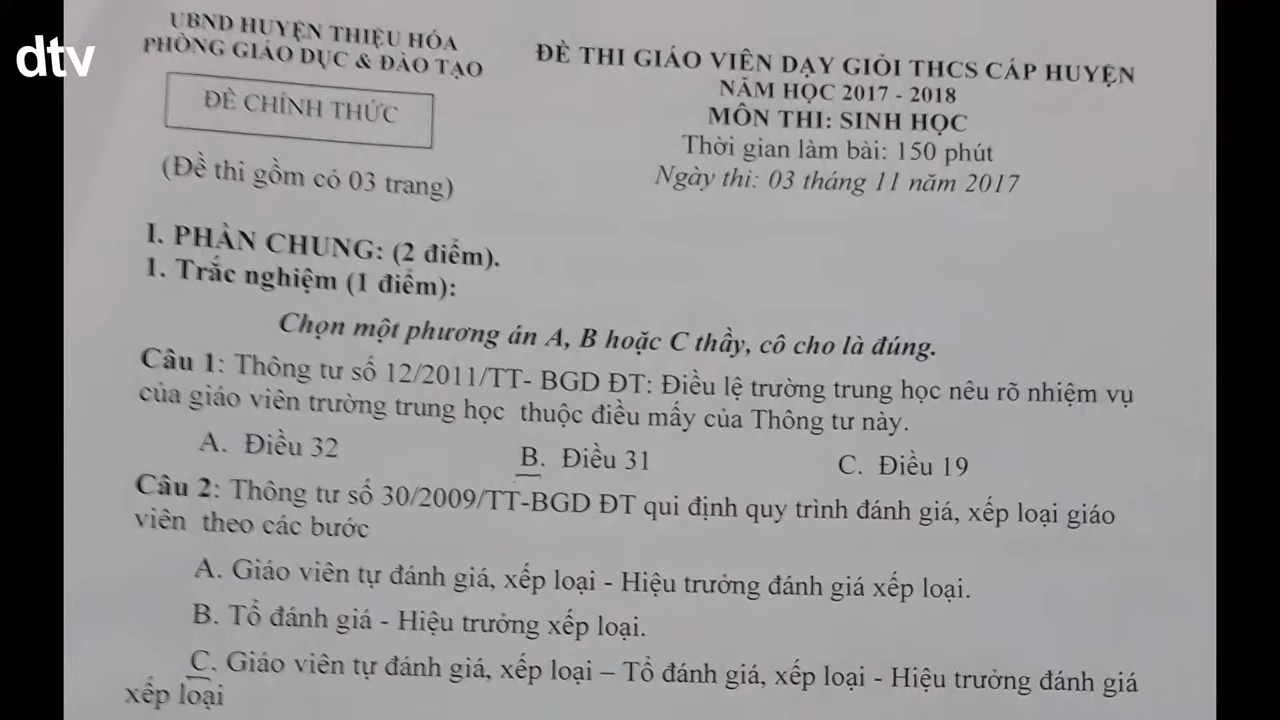 dtv
UBND HUYỆN THIỆU HÓA
PHÒNG GIÁO DỤC & ĐÀO TẠO
ĐỀ CHÍNH THỨC
(Đề thi gồm có 03 trang)
ĐỀ THI GIÁO VIÊN DẠY GIỎI THCS CẤP HUYỆN
NĂM HỌC 2017 - 2018
MÔN THI: SINH HỌC
Thời gian làm bài: 150 phút
Ngày thi: 03 tháng 11 năm 2017
I. PHẦN CHUNG: (2 điểm).
1. Trắc nghiệm (1 điểm):
Chọn một phương án A, B hoặc C thầy, cô cho là đúng.
Câu 1: Thông tư số 12/2011/TT- BGD ĐT: Điều lệ trường trung học nêu rõ nhiệm vụ
của giáo viên trường trung học thuộc điều mấy của Thông tư này.
A. Điều 32 B. Điều 31 C. Điều 19
Câu 2: Thông tư số 30/2009/TT-BGD ĐT qui định quy trình đánh giá, xếp loại giáo
viên theo các bước
A. Giáo viên tự đánh giá, xếp loại - Hiệu trưởng đánh giá xếp loại.
B. Tổ đánh giá - Hiệu trưởng xếp loại.
C. Giáo viên tự đánh giá, xếp loại – Tổ đánh giá, xếp loại - Hiệu trưởng đánh giá
xếp loại